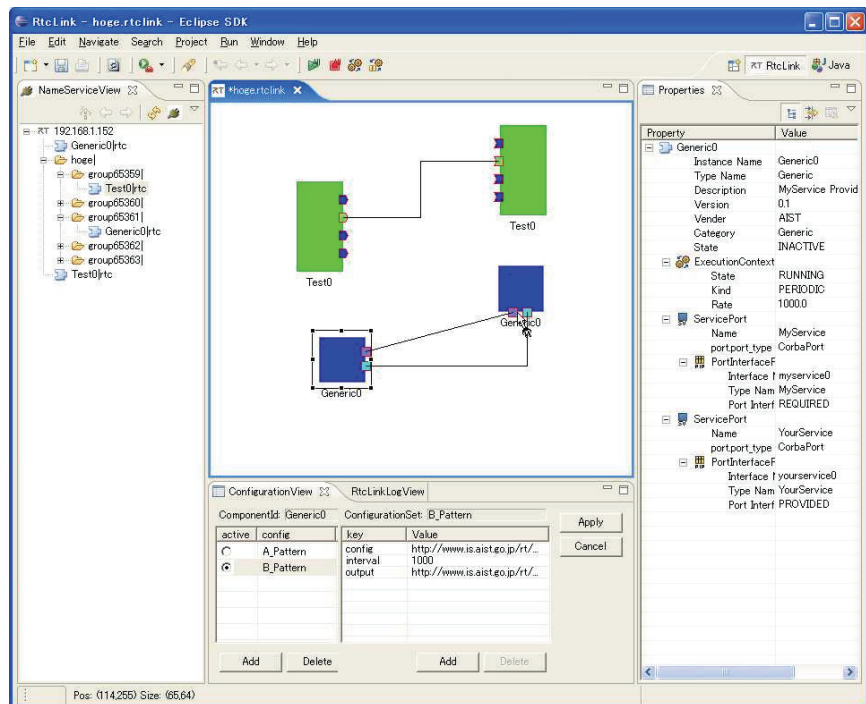 RtcLink - hoge.rtclink - Eclipse SDK
File Edit Navigate Search Project Run Window Help
RT RtcLink Java
NameServiceView
RT 192.168.1.152
Generic0|rtc
hoge|
group65359|
Test0|rtc
group65360|
group65361|
Generic0|rtc
group65362|
group65363|
Test0|rtc
RT *hoge.rtclink
Test0
Test0
Generic0
Generic0
ConfigurationView RtcLinkLogView
ComponentId: Generic0 ConfigurationSet: B_Pattern
active config
A_Pattern
B_Pattern
key Value
config http://www.is.aist.go.jp/rt/...
interval 1000
output http://www.is.aist.go.jp/rt/...
Apply
Cancel
Add Delete Add Delete
Properties
Property Value
Generic0
Instance Name Generic0
Type Name Generic
Description MyService Provid
Version 0.1
Vender AIST
Category Generic
State INACTIVE
ExecutionContext
State RUNNING
Kind PERIODIC
Rate 1000.0
ServicePort
Name MyService
port.port_type CorbaPort
PortInterfaceF
Interface myservice0
Type Nam MyService
Port Interf REQUIRED
ServicePort
Name YourService
port.port_type CorbaPort
PortInterfaceF
Interface yourservice0
Type Nam YourService
Port Interf PROVIDED
Pos: (114,255) Size: (65,64)